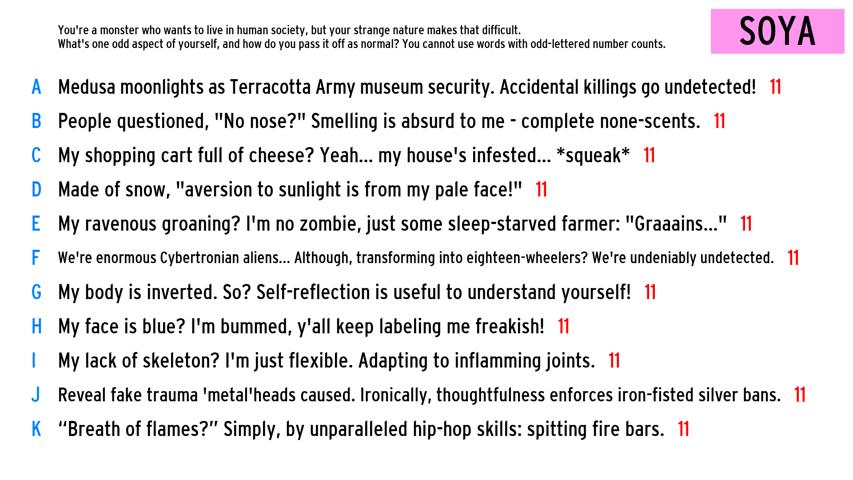 You're a monster who wants to live in human society, but your strange nature makes that difficult.
What's one odd aspect of yourself, and how do you pass it off as normal? You cannot use words with odd-lettered number counts.
SOYA
A Medusa moonlights as Terracotta Army museum security. Accidental killings go undetected! 11
B People questioned, "No nose?" Smelling is absurd to me - complete none-scents. 11
C My shopping cart full of cheese? Yeah... my house's infested... *squeak* 11
D Made of snow, "aversion to sunlight is from my pale face!" 11
E My ravenous groaning? I'm no zombie, just some sleep-starved farmer: "Graaains..." 11
F We're enormous Cybertronian aliens... Although, transforming into eighteen-wheelers? We're undeniably undetected. 11
G My body is inverted. So? Self-reflection is useful to understand yourself! 11
H My face is blue? I'm bummed, y'all keep labeling me freakish! 11
I My lack of skeleton? I'm just flexible. Adapting to inflamming joints. 11
J Reveal fake trauma 'metal'heads caused. Ironically, thoughtfulness enforces iron-fisted silver bans. 11
K “Breath of flames?” Simply, by unparalleled hip-hop skills: spitting fire bars. 11